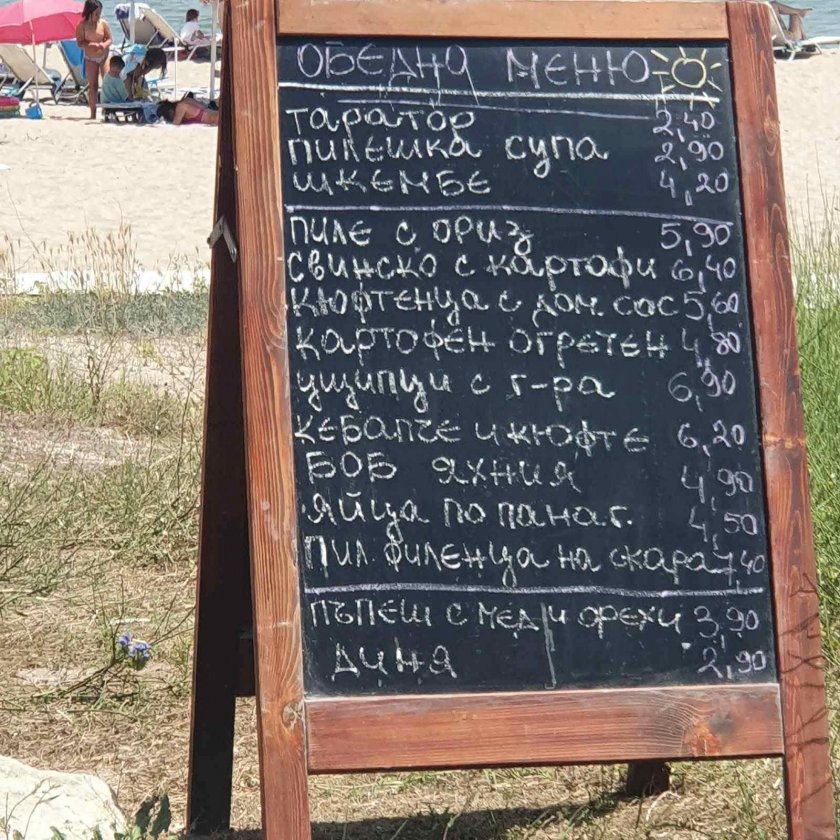 ОБЕДНО МЕНЮ
таратор 2,40
пилешка супа 2,90
шкембе 4,20
пиле с ориз 5,90
свинско с картофи 6,40
кюфтенца с дом. сос 5,60
картофен огретен 4,80
ущипци с г-ра 6,90
кебапче и кюфте 6,20
боб яхния 4,90
яйца по панаг. 4,50
пил. филенца на скара 7,40
пъпеш с мед и орехи 3,90
диня 2,90